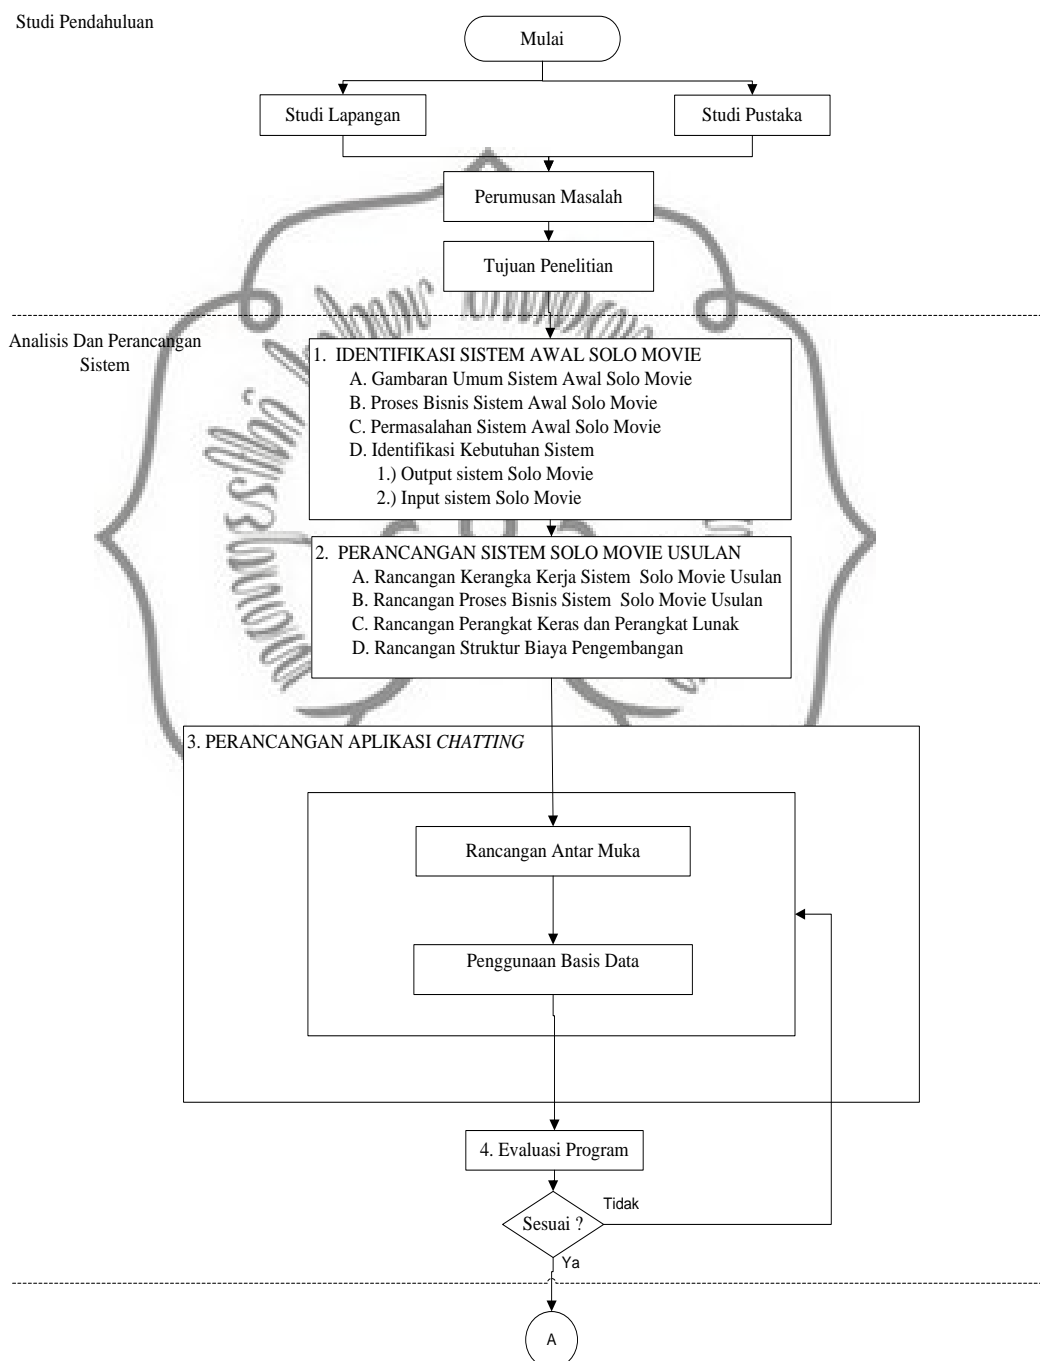 Studi Pendahuluan
Mulai
Studi Lapangan
Studi Pustaka
Perumusan Masalah
Tujuan Penelitian
Analisis Dan Perancangan
Sistem
1. IDENTIFIKASI SISTEM AWAL SOLO MOVIE
A. Gambaran Umum Sistem Awal Solo Movie
B. Proses Bisnis Sistem Awal Solo Movie
C. Permasalahan Sistem Awal Solo Movie
D. Identifikasi Kebutuhan Sistem
1.) Output sistem Solo Movie
2.) Input sistem Solo Movie
2. PERANCANGAN SISTEM SOLO MOVIE USULAN
A. Rancangan Kerangka Kerja Sistem Solo Movie Usulan
B. Rancangan Proses Bisnis Sistem Solo Movie Usulan
C. Rancangan Perangkat Keras dan Perangkat Lunak
D. Rancangan Struktur Biaya Pengembangan
3. PERANCANGAN APLIKASI CHATTING
Rancangan Antar Muka
Penggunaan Basis Data
4. Evaluasi Program
Sesuai ?
Tidak
Ya
A